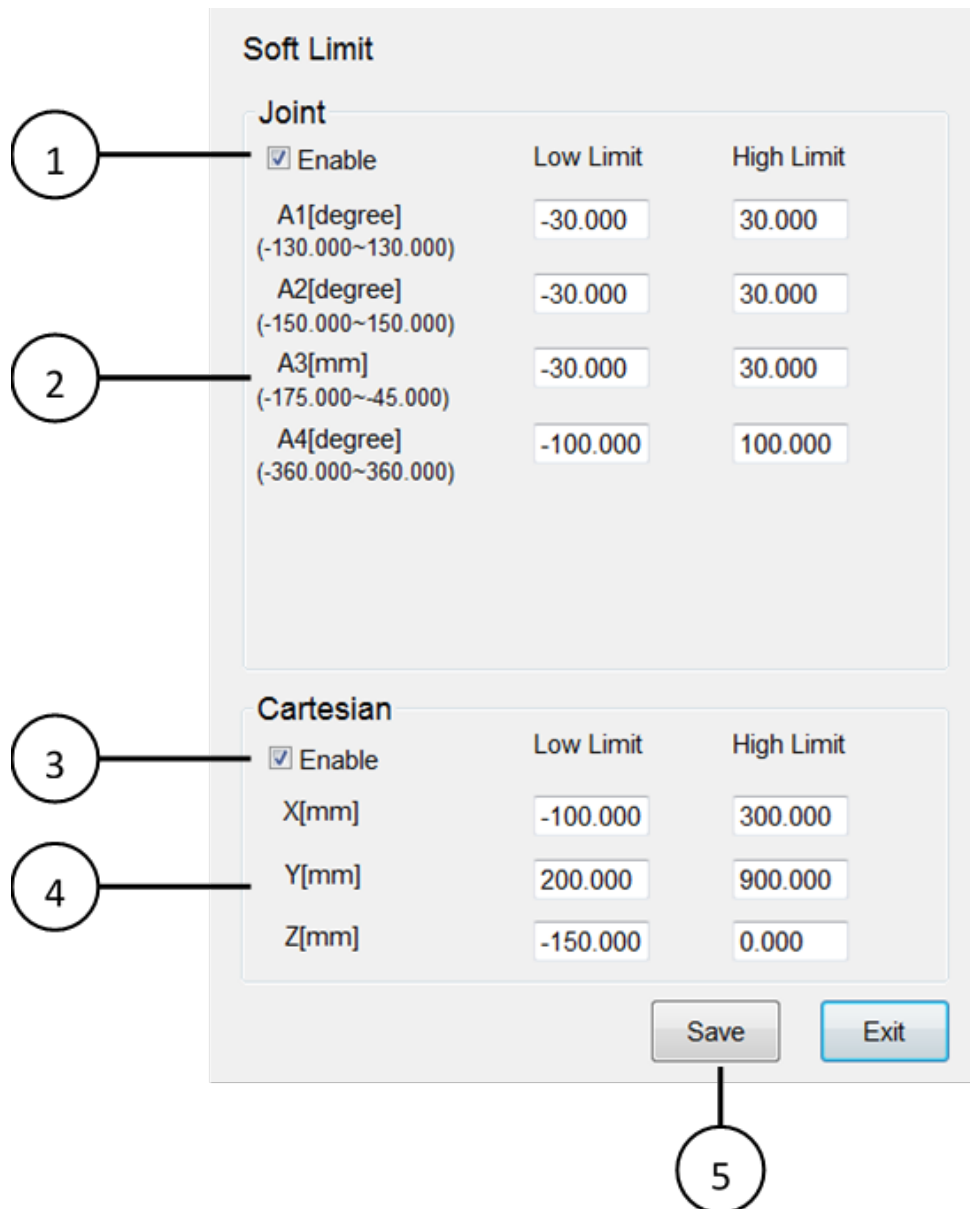 Soft Limit
Joint
1
Enable Low Limit High Limit
A1[degree] -30.000 30.000
(-130.000~130.000)
A2[degree] -30.000 30.000
(-150.000~150.000)
2
A3[mm] -30.000 30.000
(-175.000~-45.000)
A4[degree] -100.000 100.000
(-360.000~360.000)
Cartesian
3
Enable Low Limit High Limit
X[mm] -100.000 300.000
4
Y[mm] 200.000 900.000
Z[mm] -150.000 0.000
Save Exit
5